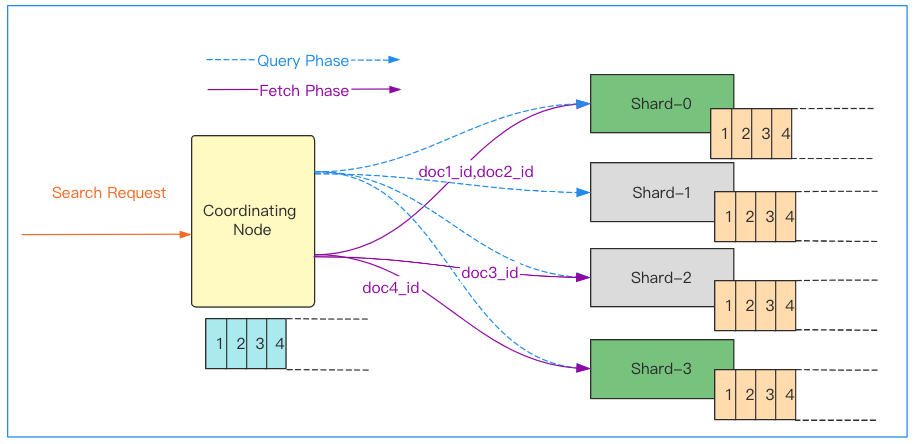 Query Phase
Fetch Phase
Search Request
Coordinating
Node
1 2 3 4
doc1_id,doc2_id
doc3_id
doc4_id
Shard-0
1 2 3 4
Shard-1
1 2 3 4
Shard-2
1 2 3 4
Shard-3
1 2 3 4